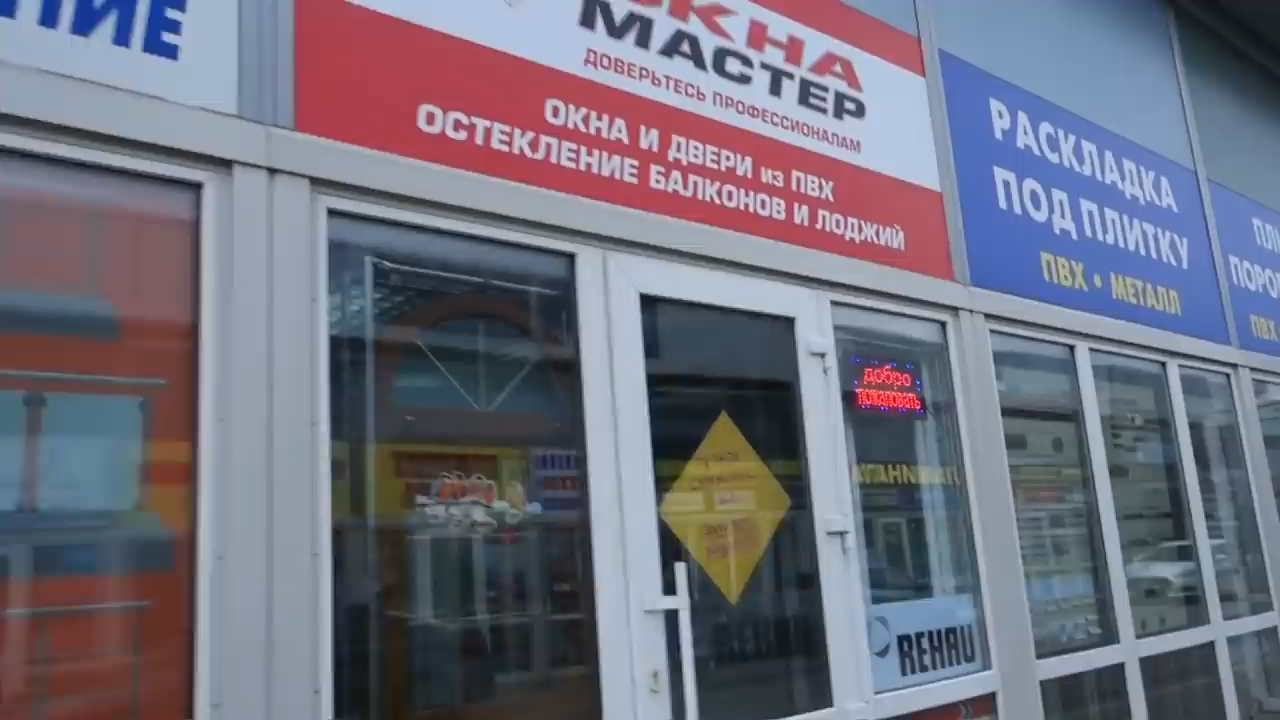 ОКНА
МАСТЕР
ДОВЕРЬТЕСЬ ПРОФЕССИОНАЛАМ
ОКНА И ДВЕРИ из ПВХ
ОСТЕКЛЕНИЕ БАЛКОНОВ И ЛОДЖИЙ
РАСКЛАДКА
ПОД ПЛИТКУ
ПВХ • МЕТАЛЛ
ПВХ
добро
пожаловать
REHAU